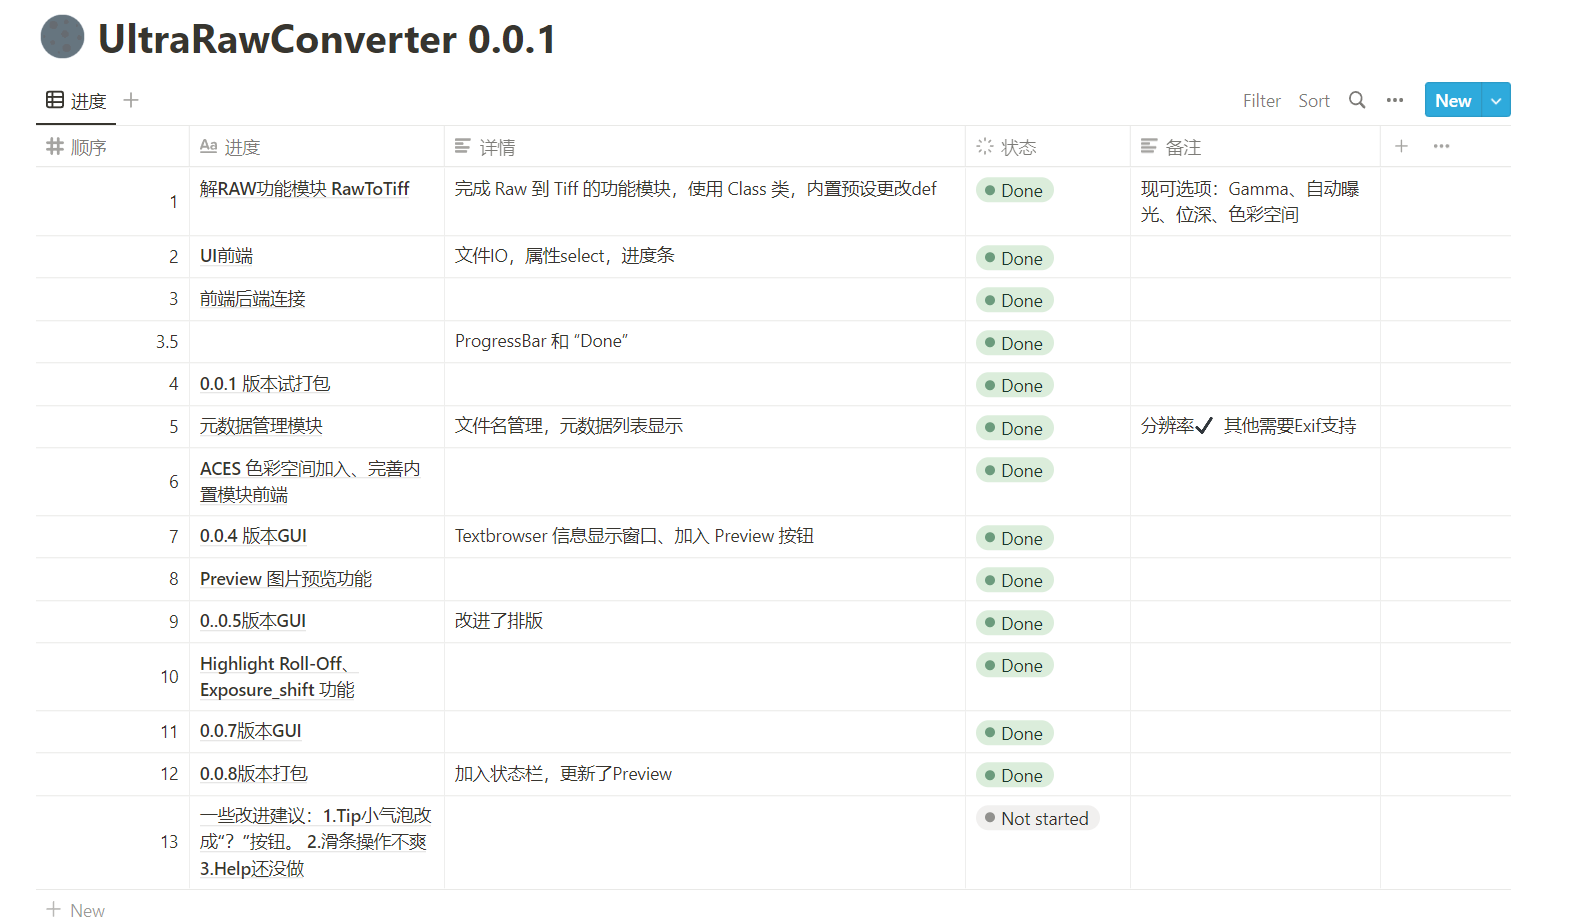 UltraRawConverter 0.0.1
进度
Filter Sort New
顺序 Aa 进度 详情 状态 备注
1 解RAW功能模块 RawToTiff 完成 Raw 到 Tiff 的功能模块，使用 Class 类，内置预设更改def Done 现可选项：Gamma、自动曝
光、位深、色彩空间
2 UI前端 文件IO，属性select，进度条 Done
3 前端后端连接 Done
3.5 ProgressBar 和 “Done” Done
4 0.0.1 版本试打包 Done
5 元数据管理模块 文件名管理，元数据列表显示 Done 分辨率✔ 其他需要Exif支持
6 ACES 色彩空间加入、完善内 Done
置模块前端
7 0.0.4 版本GUI Textbrowser 信息显示窗口、加入 Preview 按钮 Done
8 Preview 图片预览功能 Done
9 0..0.5版本GUI 改进了排版 Done
10 Highlight Roll-Off、 Done
Exposure_shift 功能
11 0.0.7版本GUI Done
12 0.0.8版本打包 加入状态栏，更新了Preview Done
13 一些改进建议：1.Tip小气泡改 Not started
成“？”按钮。 2.滑条操作不爽
3.Help还没做
New